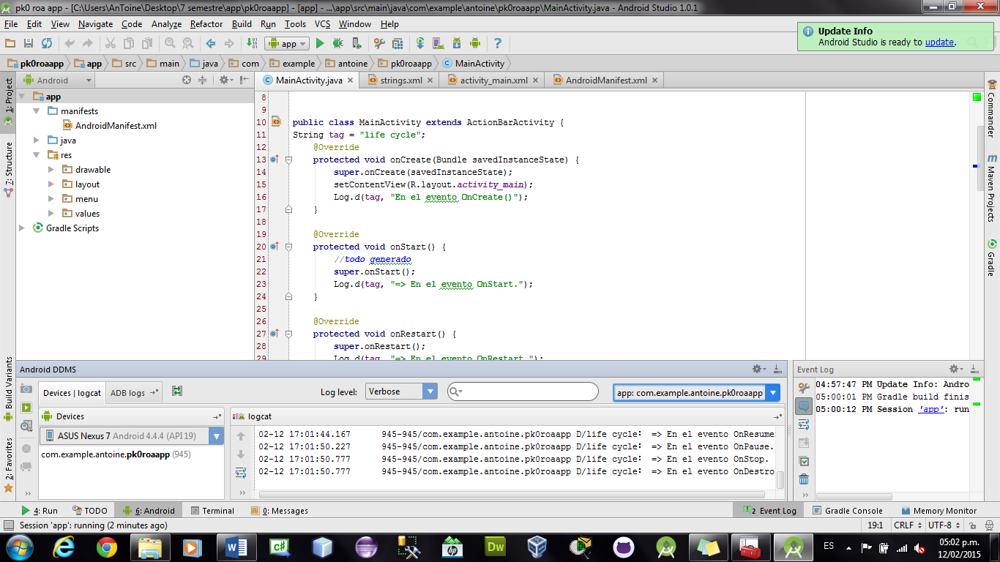 pk0 roa app - [C:\Users\AnToine\Desktop\7 semestre\app\pk0roaapp] - [app] - ...\app\src\main\java\com\example\antoine\pk0roaapp\MainActivity.java - Android Studio 1.0.1
File Edit View Navigate Code Analyze Refactor Build Run Tools VCS Window Help
app
Update Info
Android Studio is ready to update.
pk0roaapp app src main java com example antoine pk0roaapp MainActivity
Android
MainActivity.java strings.xml activity_main.xml AndroidManifest.xml
1: Project
7: Structure
Build Variants
2: Favorites
app
manifests
AndroidManifest.xml
java
res
drawable
layout
menu
values
Gradle Scripts
8
9
10 public class MainActivity extends ActionBarActivity {
11 String tag = "life cycle";
12 @Override
13 protected void onCreate(Bundle savedInstanceState) {
14 super.onCreate(savedInstanceState);
15 setContentView(R.layout.activity_main);
16 Log.d(tag, "En el evento OnCreate()");
17 }
18
19 @Override
20 protected void onStart() {
21 //todo generado
22 super.onStart();
23 Log.d(tag, "=> En el evento OnStart.");
24 }
25
26 @Override
27 protected void onRestart() {
28 super.onRestart();
29 Log.d(tag, "=> En el evento OnRestart.");
Commander
m Maven Projects
Gradle
Android DDMS
Devices | logcat ADB logs
Log level: Verbose
app: com.example.antoine.pk0roaapp
Devices
ASUS Nexus 7 Android 4.4.4 (API 19)
com.example.antoine.pk0roaapp (945)
logcat
02-12 17:01:44.167 945-945/com.example.antoine.pk0roaapp D/life cycle: => En el evento OnResume
02-12 17:01:50.227 945-945/com.example.antoine.pk0roaapp D/life cycle: => En el evento OnPause.
02-12 17:01:50.777 945-945/com.example.antoine.pk0roaapp D/life cycle: => En el evento OnStop.
02-12 17:01:50.777 945-945/com.example.antoine.pk0roaapp D/life cycle: => En el evento OnDestro
Event Log
04:57:47 PM Update Info: Andro
05:00:01 PM Gradle build finis
05:00:12 PM Session 'app': run
4: Run TODO 6: Android Terminal 0: Messages
2 Event Log Gradle Console Memory Monitor
Session 'app': running (2 minutes ago)
19:1 CRLF UTF-8
W C# hp Dw
ES
05:02 p.m.
12/02/2015